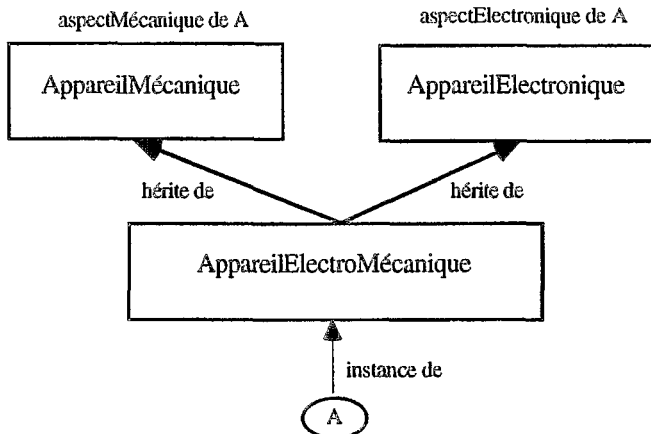 aspectMécanique de A
aspectElectronique de A
AppareilMécanique
AppareilElectronique
hérite de
hérite de
AppareilElectroMécanique
instance de
A